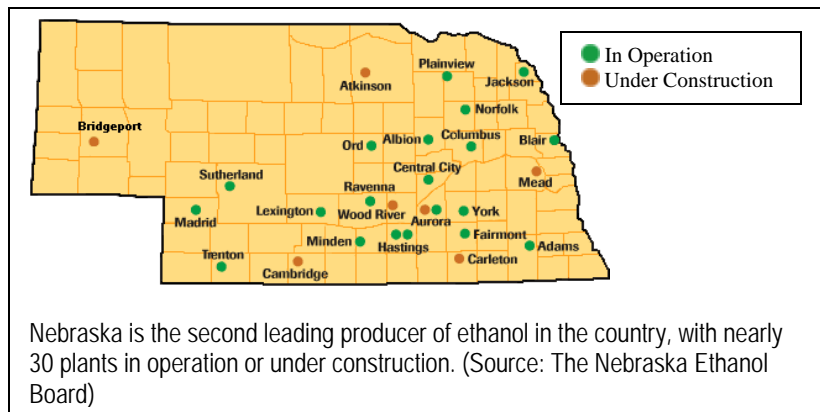 In Operation
Under Construction
Plainview
Jackson
Atkinson
Norfolk
Bridgeport
Albion
Columbus
Blair
Ord
Central City
Mead
Sutherland
Ravenna
Lexington
Wood River
Aurora
York
Madrid
Minden
Hastings
Fairmont
Adams
Trenton
Cambridge
Carleton
Nebraska is the second leading producer of ethanol in the country, with nearly
30 plants in operation or under construction. (Source: The Nebraska Ethanol
Board)